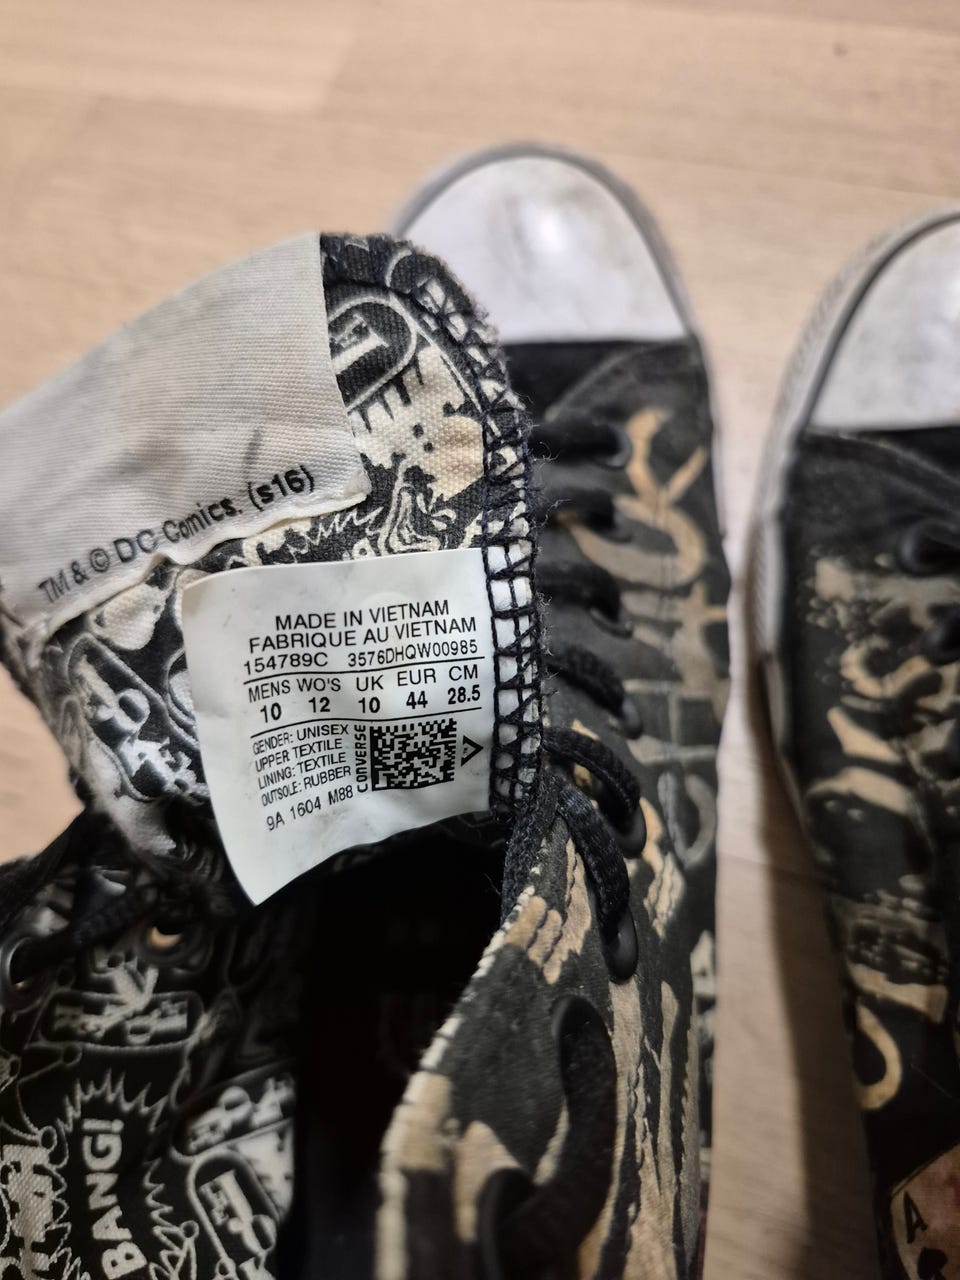 TM & © DC Comics. (s16)
MADE IN VIETNAM
FABRIQUE AU VIETNAM
154789C 3576DHQW00985
MENS WO'S UK EUR CM
10 12 10 44 28.5
GENDER: UNISEX
UPPER TEXTILE
LINING: TEXTILE
OUTSOLE: RUBBER
CONVERSE
9A 1604 M88
BANG!
A